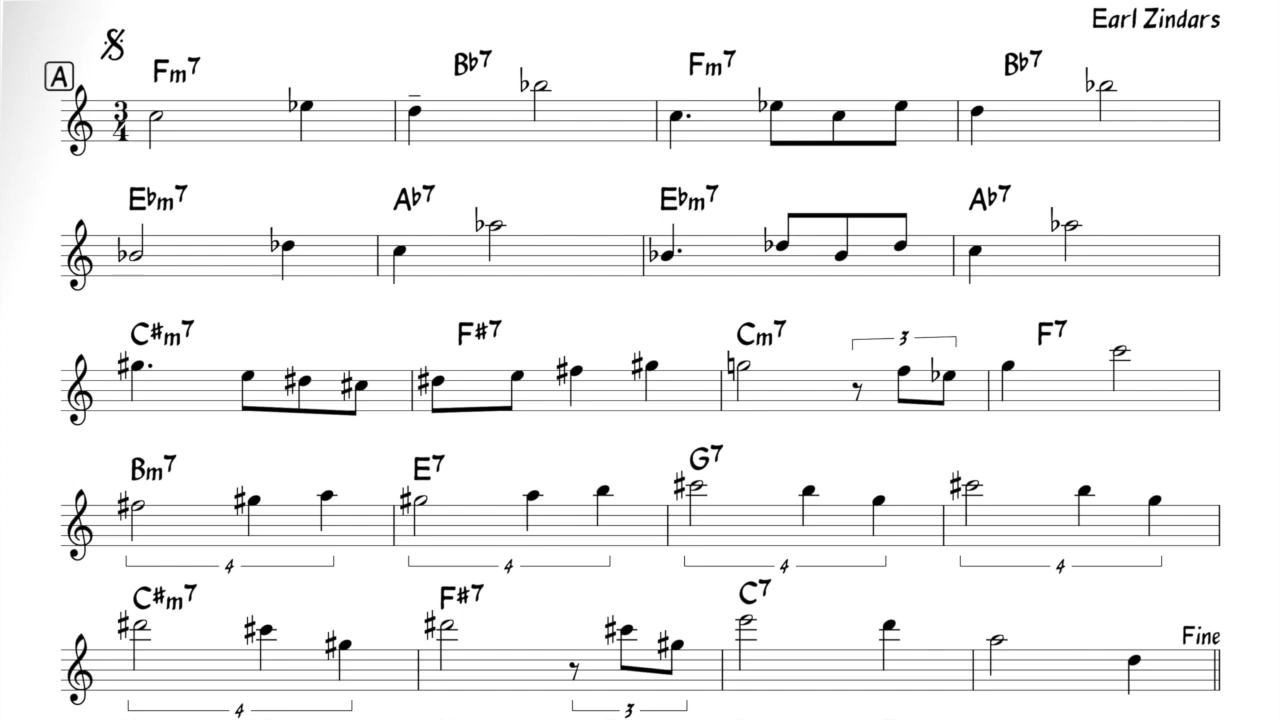 Earl Zindars
A
Fm7 Bb7 Fm7 Bb7
3
4
Ebm7 Ab7 Ebm7 Ab7
C#m7 F#7 Cm7 3 F7
Bm7 E7 G7
4 4 4 4
C#m7 F#7 C7
Fine
4 3